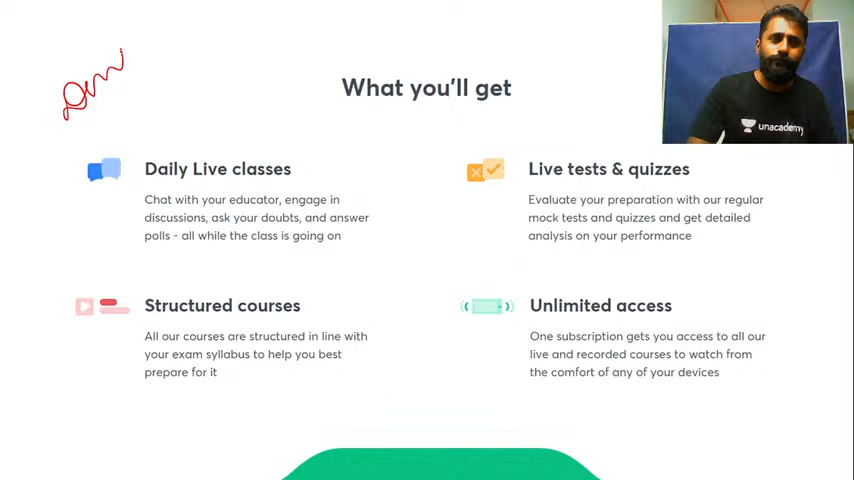 What you'll get
unacademy
Daily Live classes
Chat with your educator, engage in
discussions, ask your doubts, and answer
polls - all while the class is going on
Live tests & quizzes
Evaluate your preparation with our regular
mock tests and quizzes and get detailed
analysis on your performance
Structured courses
All our courses are structured in line with
your exam syllabus to help you best
prepare for it
Unlimited access
One subscription gets you access to all our
live and recorded courses to watch from
the comfort of any of your devices